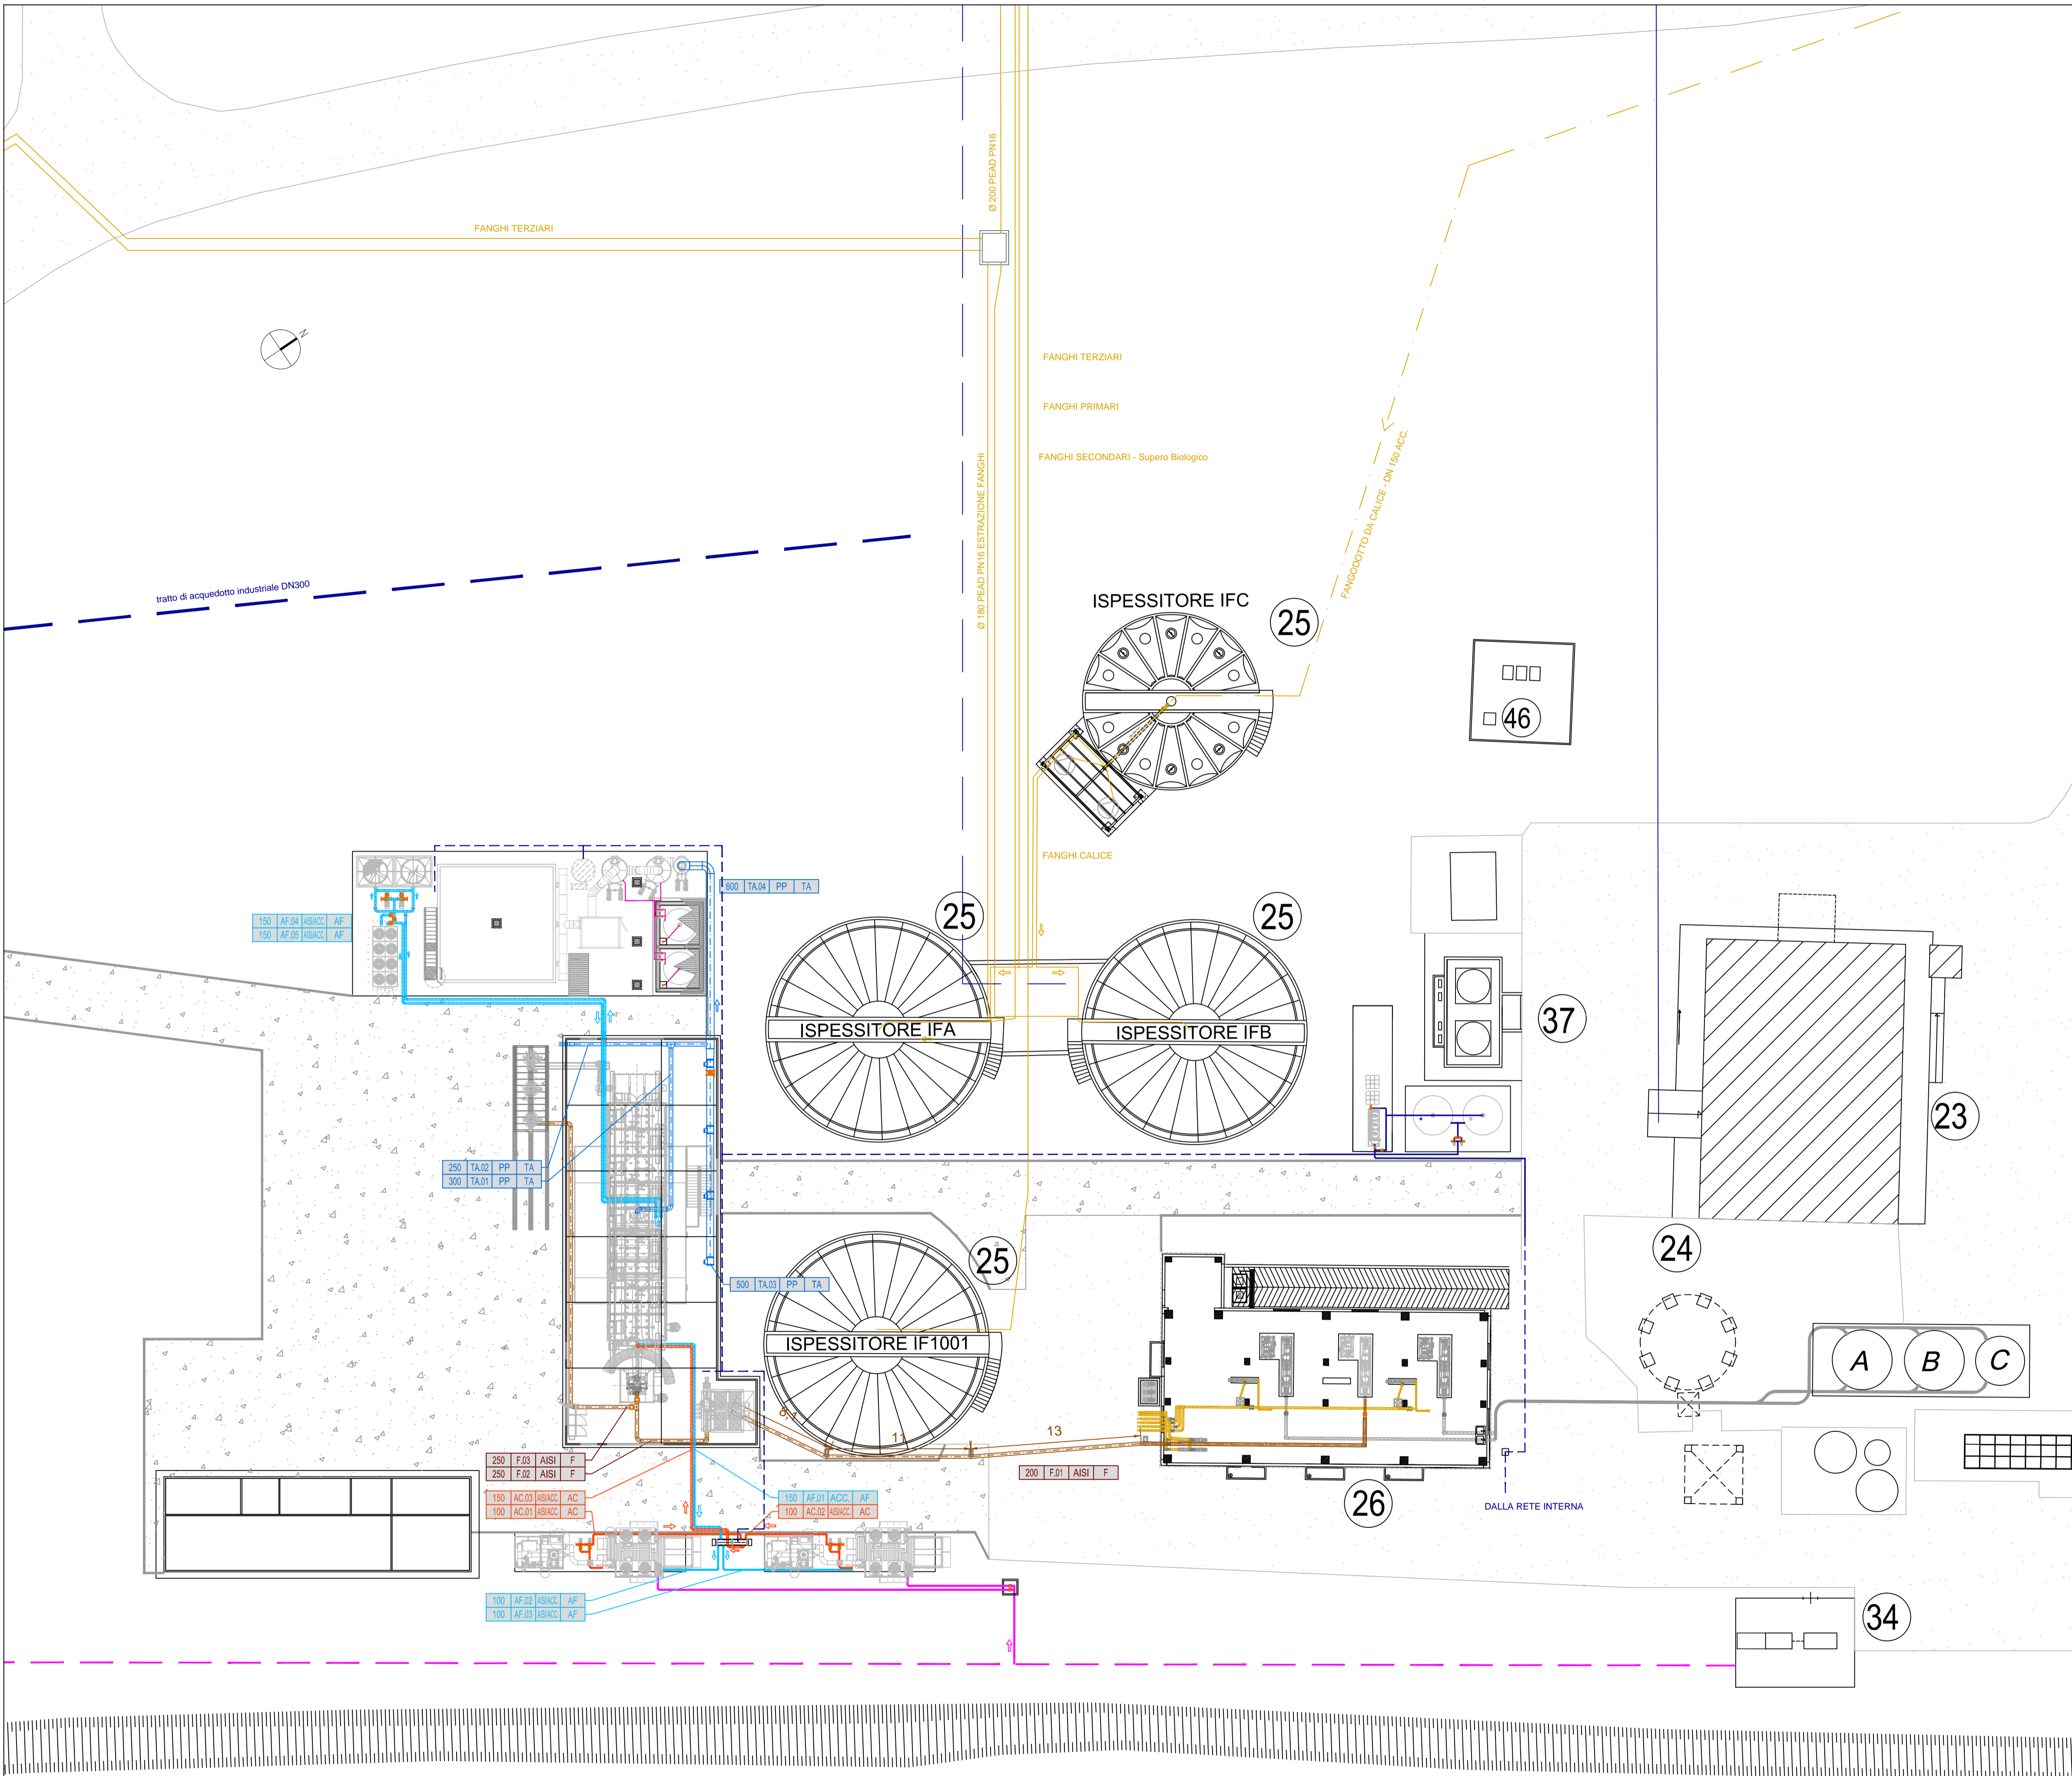 Ø 200 PEAD PN16
FANGHI TERZIARI
N
FANGHI TERZIARI
FANGHI PRIMARI
FANGHI SECONDARI - Supero Biologico
FANGODOTTO DA CALICE - DN 150 ACC.
Ø 180 PEAD PN16 ESTRAZIONE FANGHI
tratto di acquedotto industriale DN300
ISPESSITORE IFC
25
46
FANGHI CALICE
600 TA.04 PP TA
150 AF.04 AISI/ACC. AF
150 AF.05 AISI/ACC. AF
25
25
ISPESSITORE IFA
ISPESSITORE IFB
37
23
250 TA.02 PP TA
300 TA.01 PP TA
24
25
500 TA.03 PP TA
ISPESSITORE IF1001
A
B
C
11
13
250 F.03 AISI F
250 F.02 AISI F
200 F.01 AISI F
150 AC.03 AISI/ACC. AC
100 AC.01 AISI/ACC. AC
150 AF.01 ACC. AF
100 AC.02 AISI/ACC. AC
26
DALLA RETE INTERNA
100 AF.02 AISI/ACC. AF
100 AF.03 AISI/ACC. AF
34